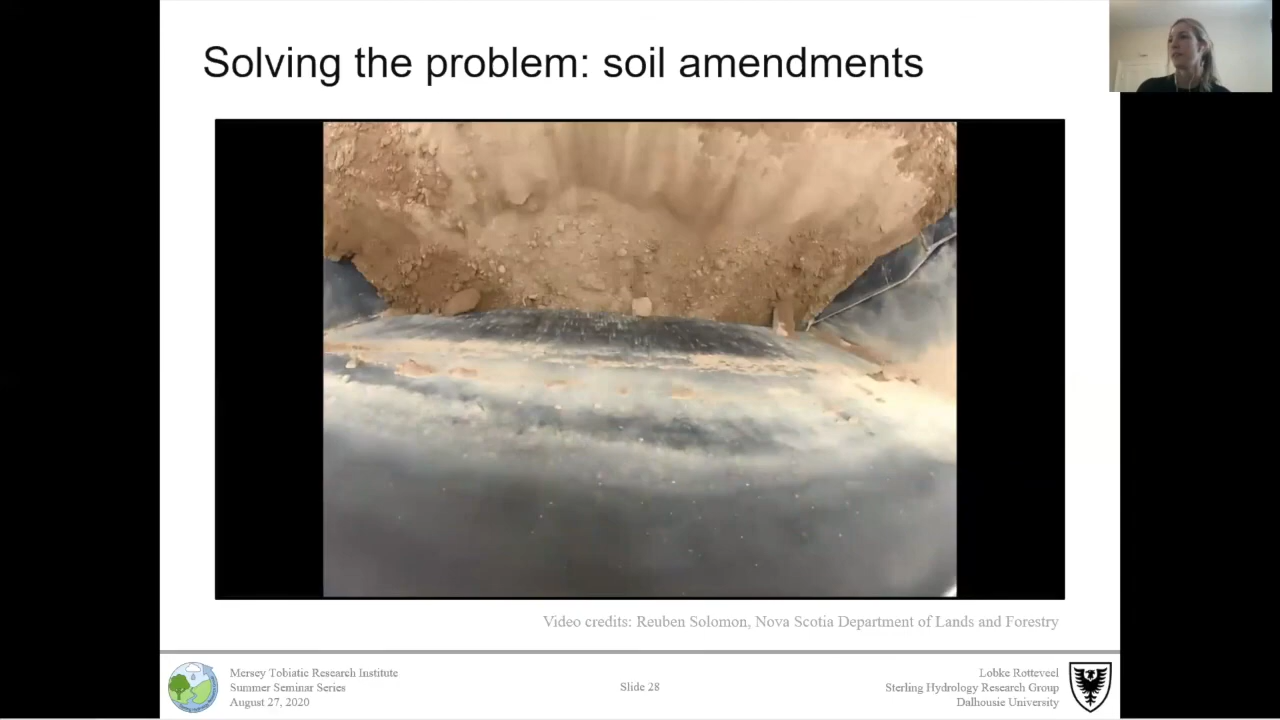 Solving the problem: soil amendments
Video credits: Reuben Solomon, Nova Scotia Department of Lands and Forestry
Mersey Tobiatic Research Institute
Summer Seminar Series
August 27, 2020
Slide 28
Lobke Rotteveel
Sterling Hydrology Research Group
Dalhousie University